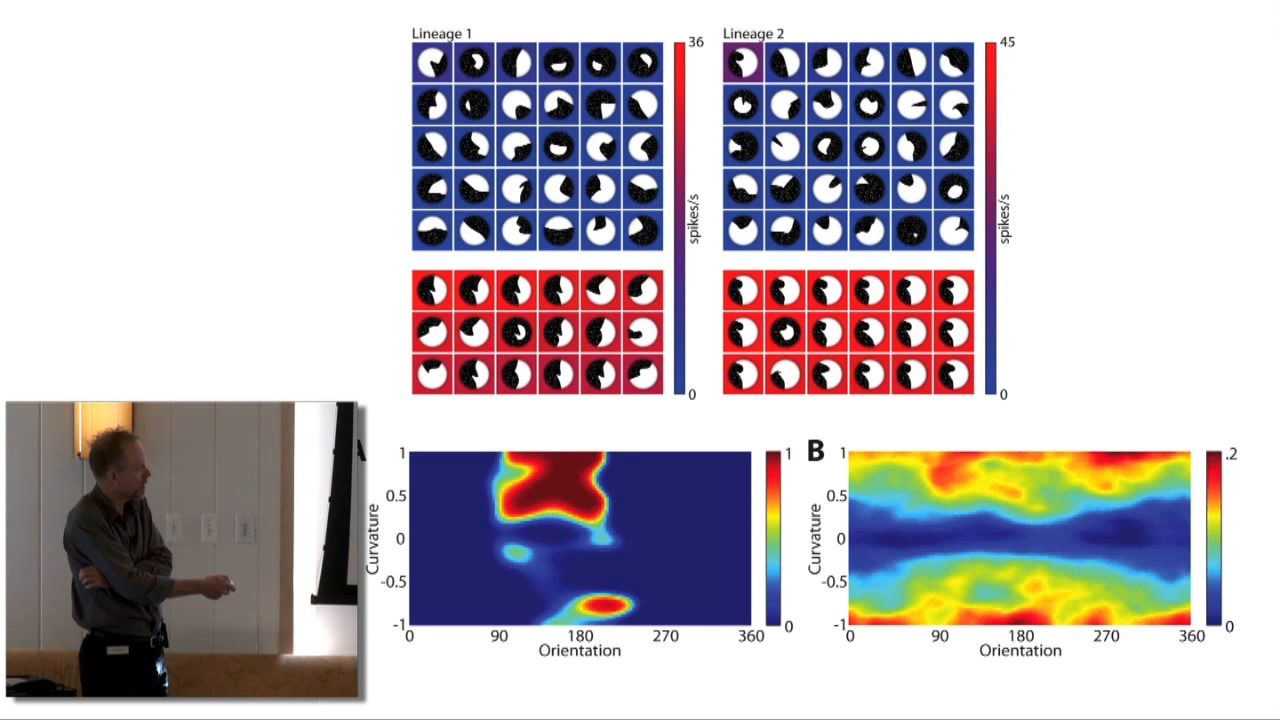 Lineage 1
Lineage 2
36
45
spikes/s
spikes/s
0
0
A
B
1
0.5
0
-0.5
-1
Curvature
0
90
180
270
360
Orientation
1
0
1
0.5
0
-0.5
-1
Curvature
0
90
180
270
360
Orientation
.2
0